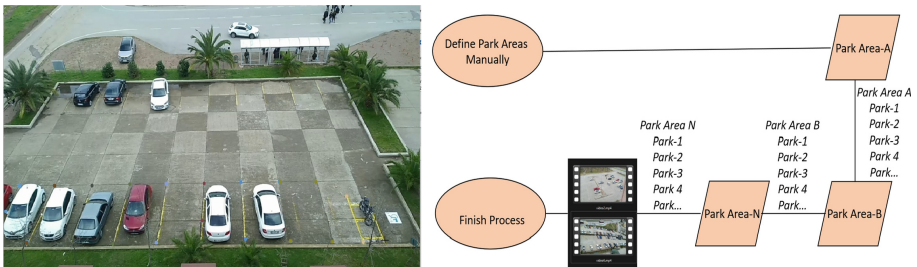 Define Park Areas
Manually
Park Area-A
Park Area A
Park-1
Park-2
Park-3
Park 4
Park...
Park Area N
Park-1
Park-2
Park-3
Park 4
Park...
Park Area B
Park-1
Park-2
Park-3
Park 4
Park...
Finish Process
Park Area-N
Park Area-B